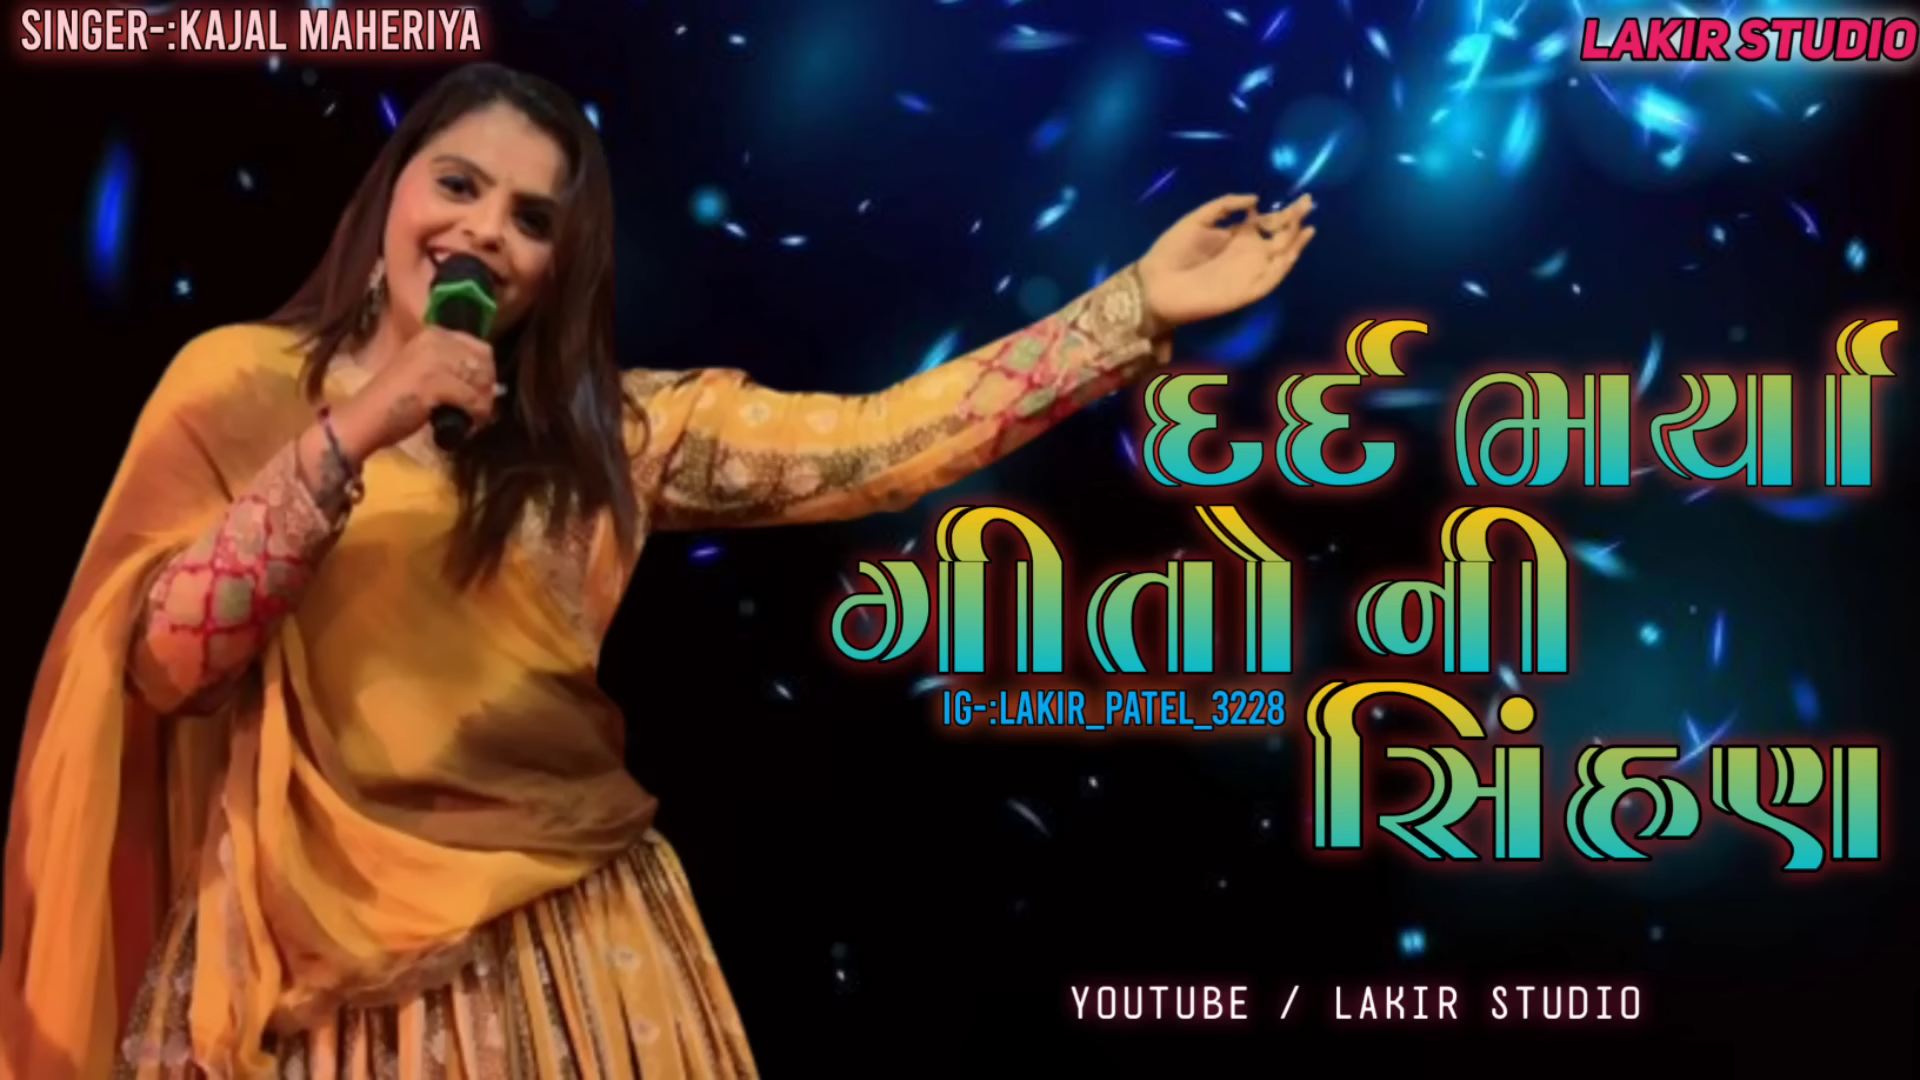 SINGER-:KAJAL MAHERIYA
LAKIR STUDIO
દર્દ ભર્યા
ગીતો ની
IG-:LAKIR_PATEL_3228
સિંહણ
YOUTUBE / LAKIR STUDIO